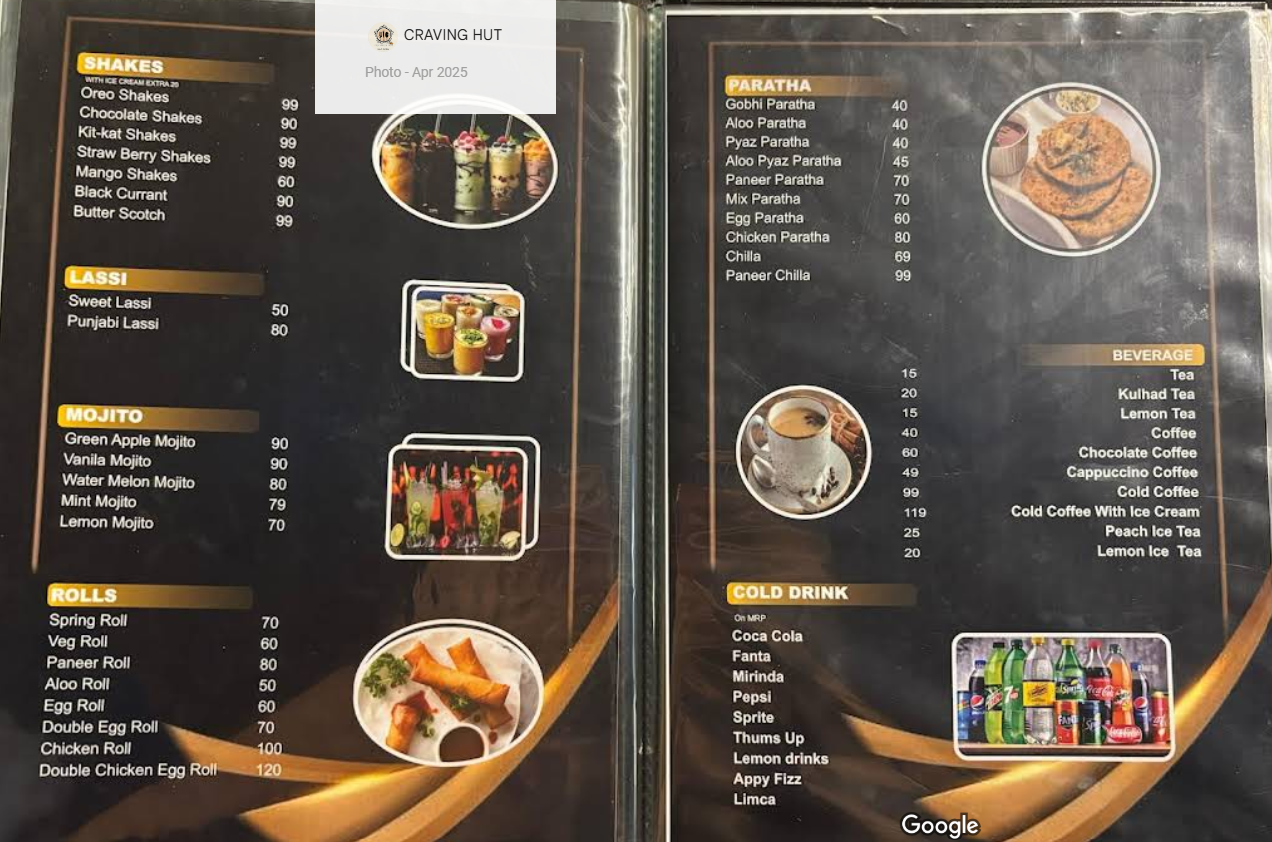 CRAVING HUT
Photo - Apr 2025
SHAKES
WITH ICE CREAM EXTRA 25
Oreo Shakes 99
Chocolate Shakes 90
Kit-kat Shakes 99
Straw Berry Shakes 99
Mango Shakes 60
Black Currant 90
Butter Scotch 99
LASSI
Sweet Lassi 50
Punjabi Lassi 80
MOJITO
Green Apple Mojito 90
Vanila Mojito 90
Water Melon Mojito 80
Mint Mojito 79
Lemon Mojito 70
ROLLS
Spring Roll 70
Veg Roll 60
Paneer Roll 80
Aloo Roll 50
Egg Roll 60
Double Egg Roll 70
Chicken Roll 100
Double Chicken Egg Roll 120
PARATHA
Gobhi Paratha 40
Aloo Paratha 40
Pyaz Paratha 40
Aloo Pyaz Paratha 45
Paneer Paratha 70
Mix Paratha 70
Egg Paratha 60
Chicken Paratha 80
Chilla 69
Paneer Chilla 99
BEVERAGE
15 Tea
20 Kulhad Tea
15 Lemon Tea
40 Coffee
60 Chocolate Coffee
49 Cappuccino Coffee
99 Cold Coffee
119 Cold Coffee With Ice Cream
25 Peach Ice Tea
20 Lemon Ice Tea
COLD DRINK
On MRP
Coca Cola
Fanta
Mirinda
Pepsi
Sprite
Thums Up
Lemon drinks
Appy Fizz
Limca
Google